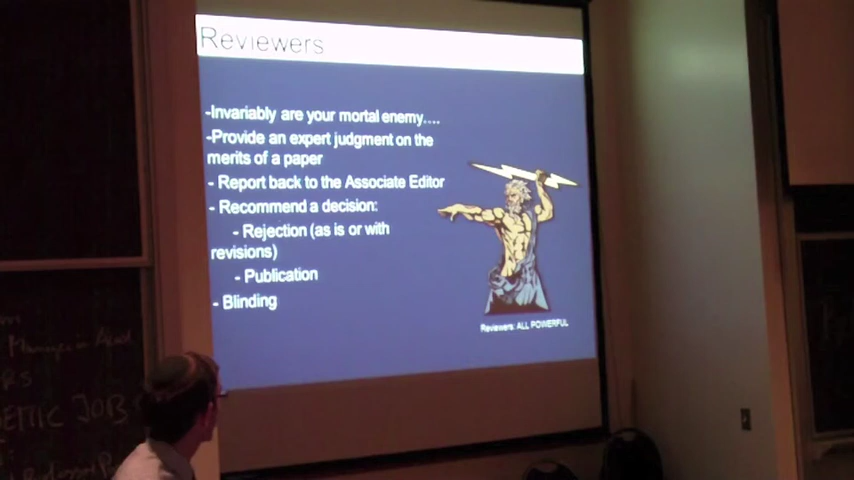 Reviewers
-Invariably are your mortal enemy....
-Provide an expert judgment on the
merits of a paper
- Report back to the Associate Editor
- Recommend a decision:
- Rejection (as is or with
revisions)
- Publication
- Blinding
Reviewers: ALL POWERFUL
JOB